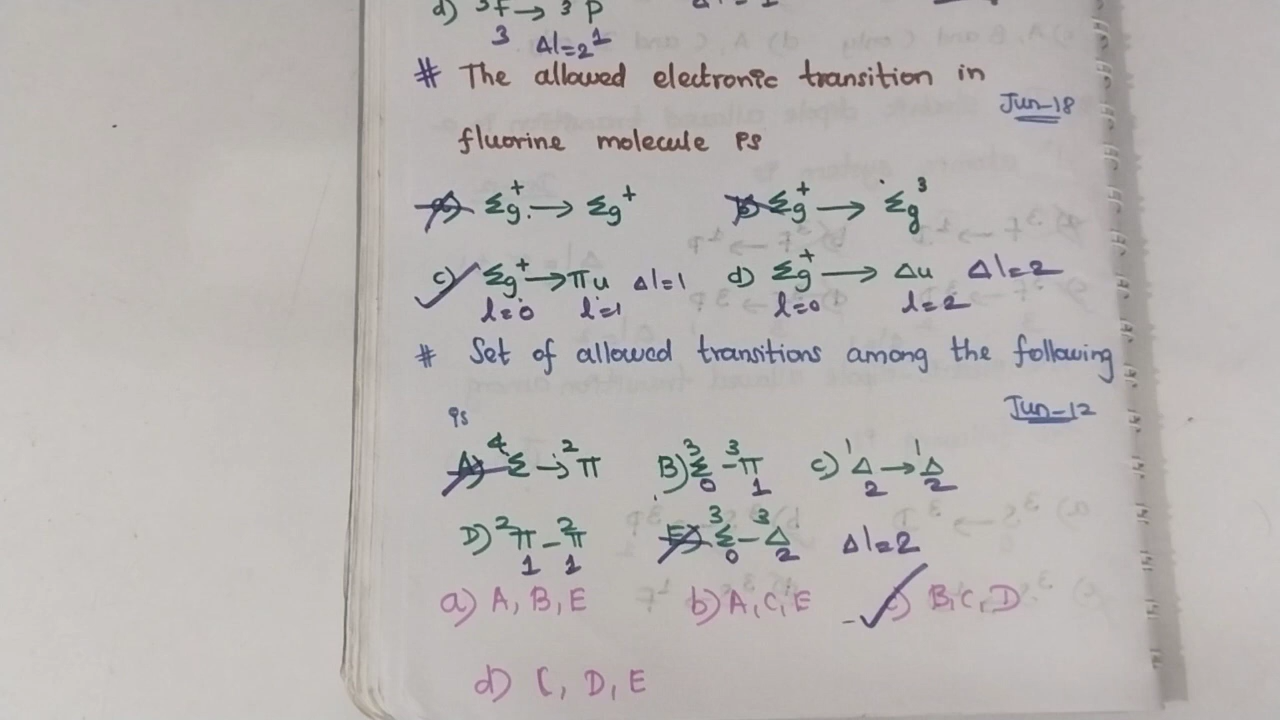 d) ³F → ³P
3 Δl=2 1
# The allowed electronic transition in
Jun-18
fluorine molecule Ps
a) Σg⁺ → Σg⁺ b) Σg⁺ → Σg³
c) Σg⁺ → πu Δl=1 d) Σg⁺ → Δu Δl=2
l=0 l=1 l=0 l=2
# Set of allowed transitions among the following
Ps Jun-12
A) ⁴Σ → ²π B) ³Σ - ³π C) ¹Δ → ¹Δ
0 1 2 2
D) ²π - ²π E) ³Σ - ³Δ Δl=2
1 1 0 2
a) A, B, E b) A, C, E c) B, C, D
d) C, D, E